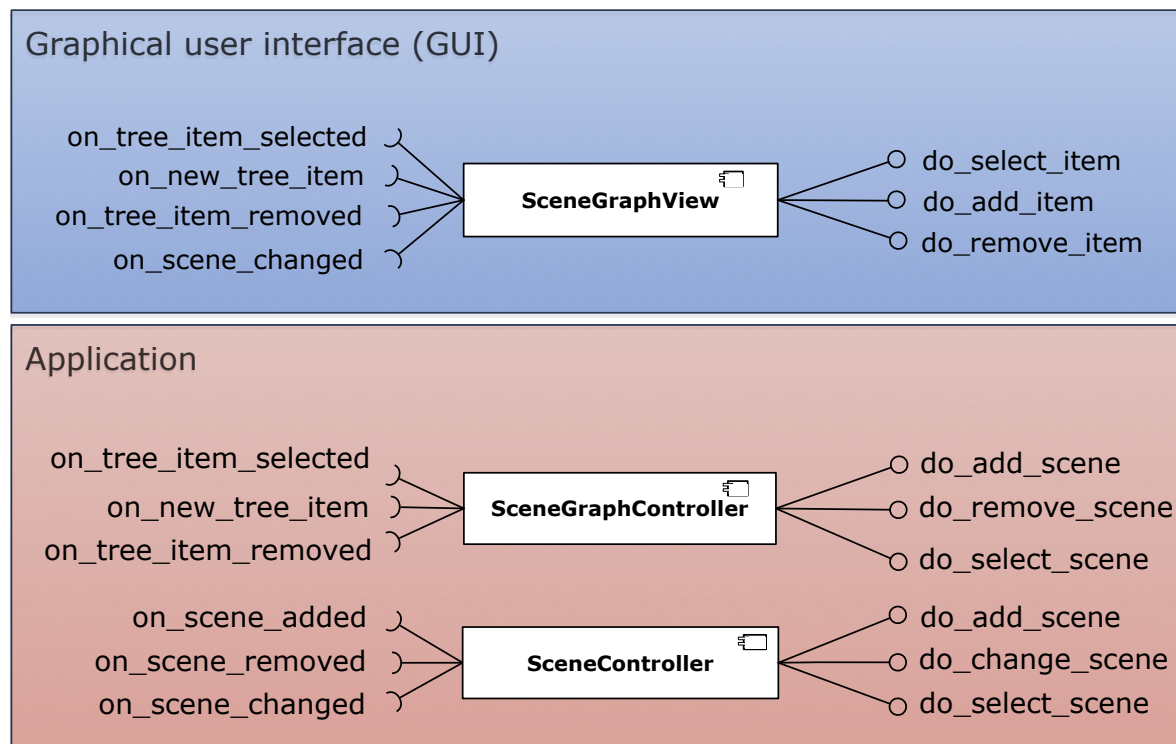 Graphical user interface (GUI)
on_tree_item_selected
on_new_tree_item
on_tree_item_removed
on_scene_changed
SceneGraphView
do_select_item
do_add_item
do_remove_item
Application
on_tree_item_selected
on_new_tree_item
on_tree_item_removed
SceneGraphController
do_add_scene
do_remove_scene
do_select_scene
on_scene_added
on_scene_removed
on_scene_changed
SceneController
do_add_scene
do_change_scene
do_select_scene